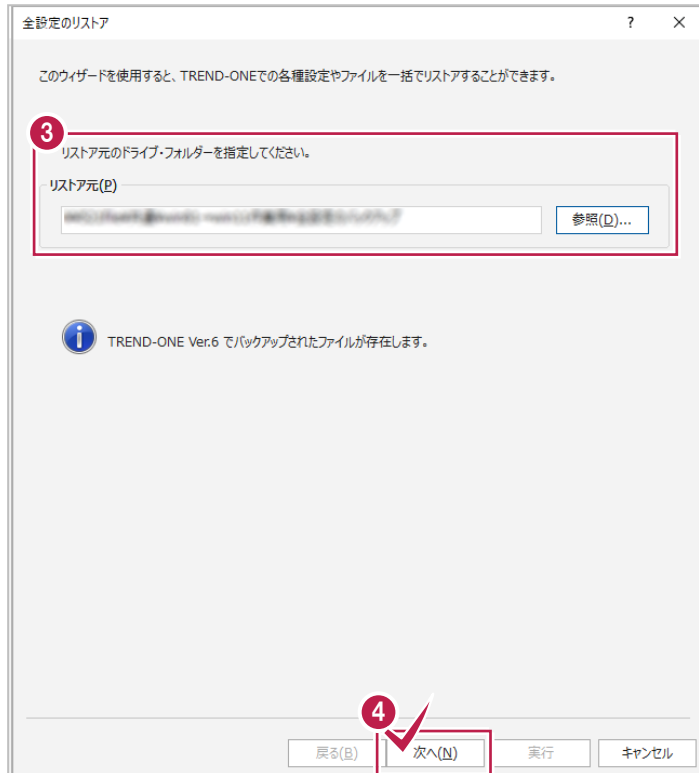 全設定のリストア
? ×
このウィザードを使用すると、TREND-ONEでの各種設定やファイルを一括でリストアすることができます。
3
リストア元のドライブ・フォルダーを指定してください。
リストア元(P)
参照(D)...
i
TREND-ONE Ver.6 でバックアップされたファイルが存在します。
4
戻る(B) 次へ(N) 実行 キャンセル